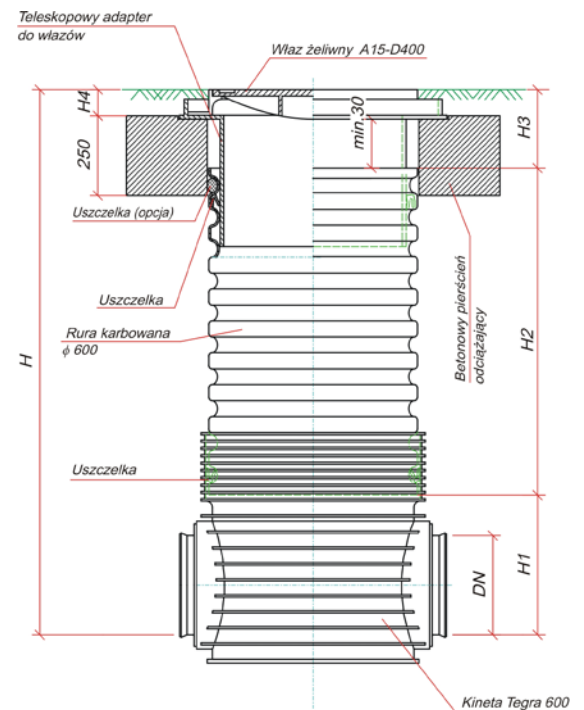 Teleskopowy adapter
do włazów
Właz żeliwny A15-D400
H4
250
min.30
H3
Uszczelka (opcja)
Uszczelka
Rura karbowana
ϕ 600
Betonowy pierścień
odciążający
H
H2
Uszczelka
DN
H1
Kineta Tegra 600